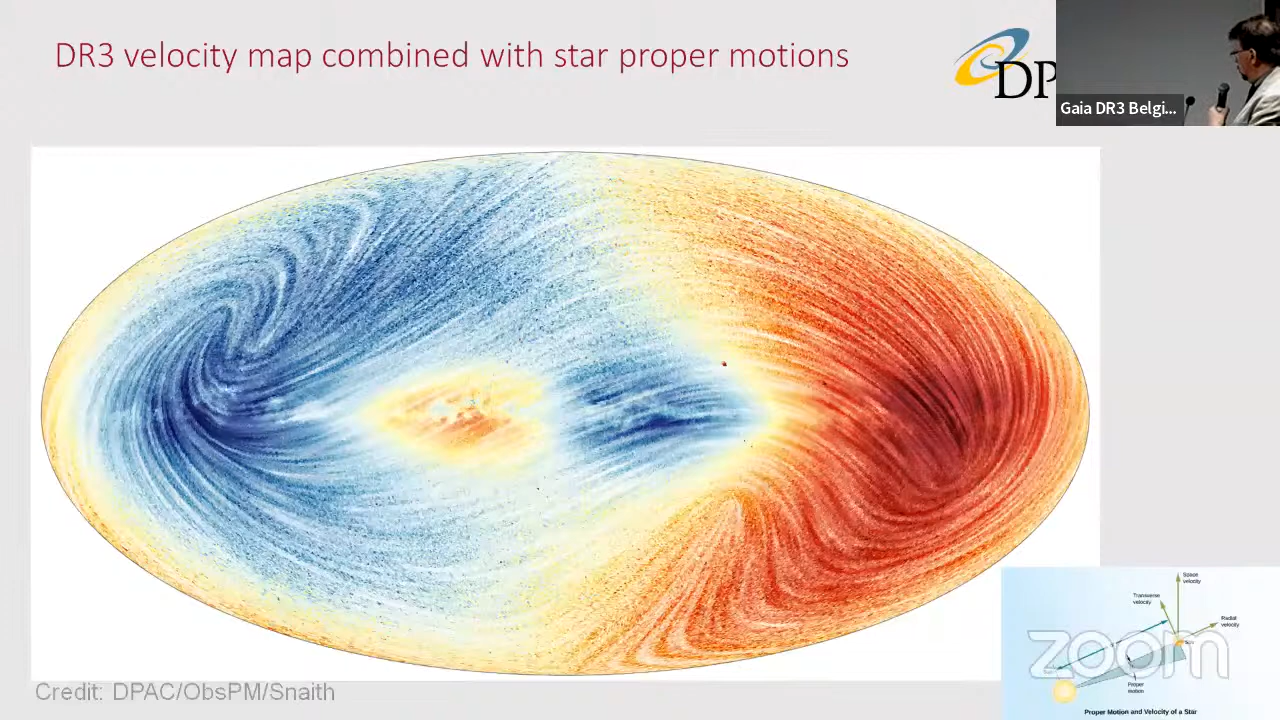 DR3 velocity map combined with star proper motions
DP
Gaia DR3 Belgi...
Space
velocity
Transverse
velocity
Radial
velocity
zoom
Proper
motion
Proper Motion and Velocity of a Star
Credit: DPAC/ObsPM/Snaith